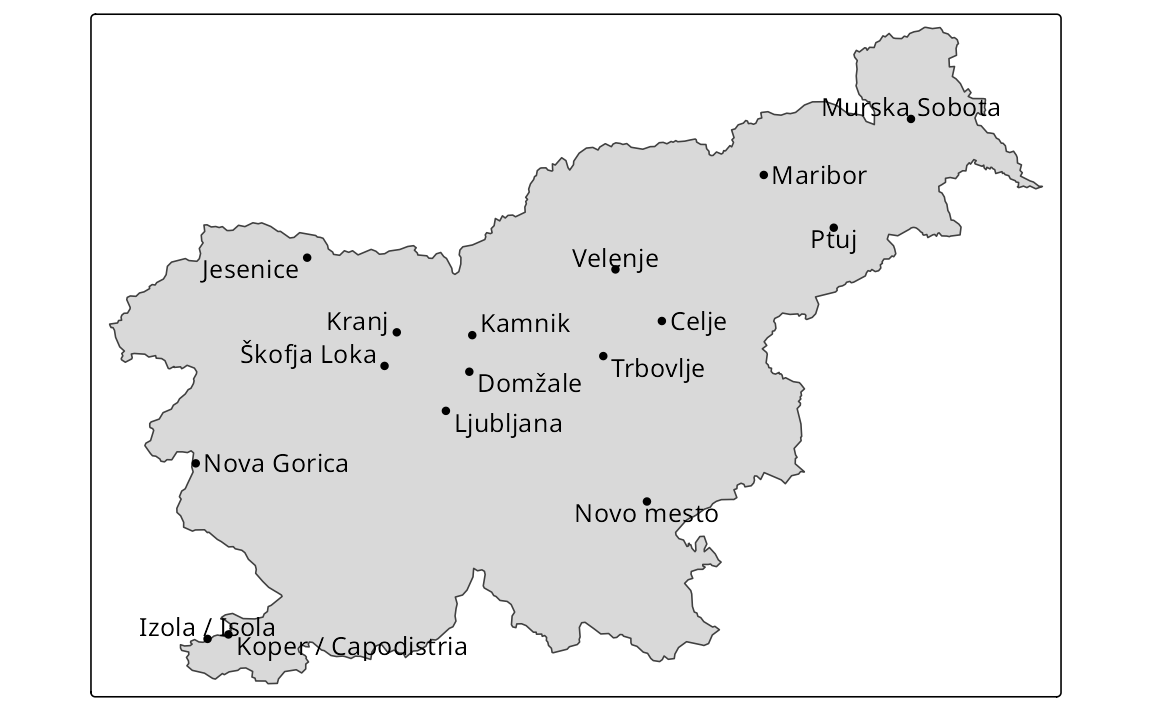 Murska Sobota
Maribor
Ptuj
Velenje
Jesenice
Kranj
Kamnik
Celje
Škofja Loka
Trbovlje
Domžale
Ljubljana
Nova Gorica
Novo mesto
Izola / Isola
Koper / Capodistria